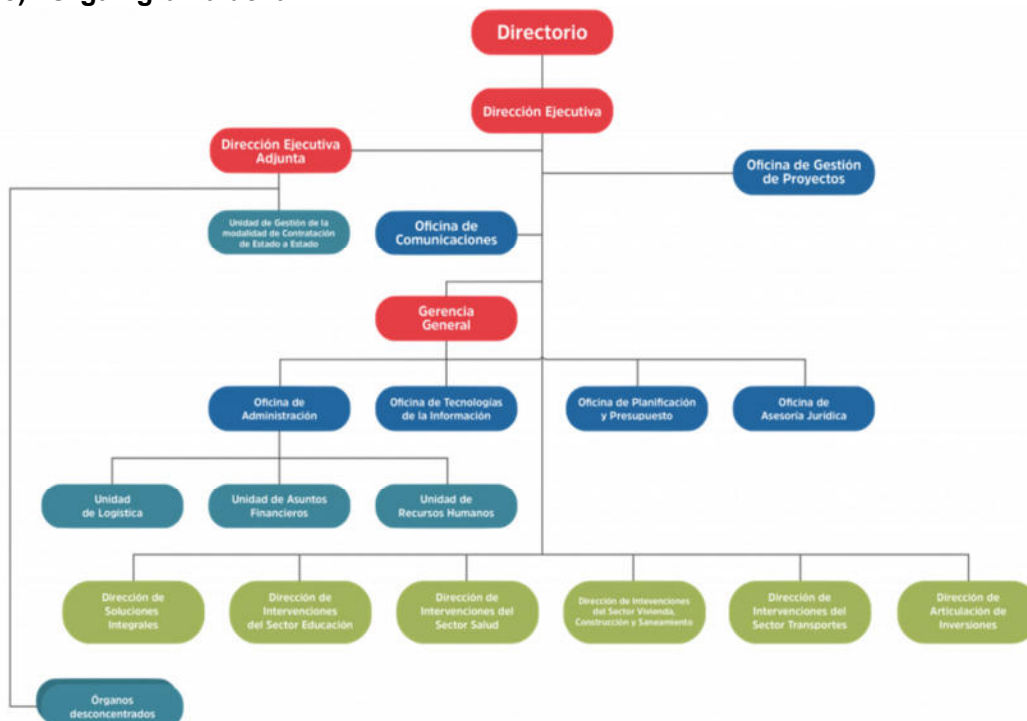 Directorio
Dirección Ejecutiva
Dirección Ejecutiva
Adjunta
Oficina de Gestión
de Proyectos
Unidad de Gestión de la
modalidad de Contratación
de Estado a Estado
Oficina de
Comunicaciones
Gerencia
General
Oficina de
Administración
Oficina de Tecnologías
de la Información
Oficina de Planificación
y Presupuesto
Oficina de
Asesoría Jurídica
Unidad
de Logística
Unidad de Asuntos
Financieros
Unidad de
Recursos Humanos
Dirección de
Soluciones
Integrales
Dirección de
Intervenciones
del Sector Educación
Dirección de
Intervenciones del
Sector Salud
Dirección de Intevenciones
del Sector Vivienda,
Construcción y Saneamiento
Dirección de
Intervenciones del
Sector Transportes
Dirección de
Articulación de
Inversiones
Órganos
desconcentrados